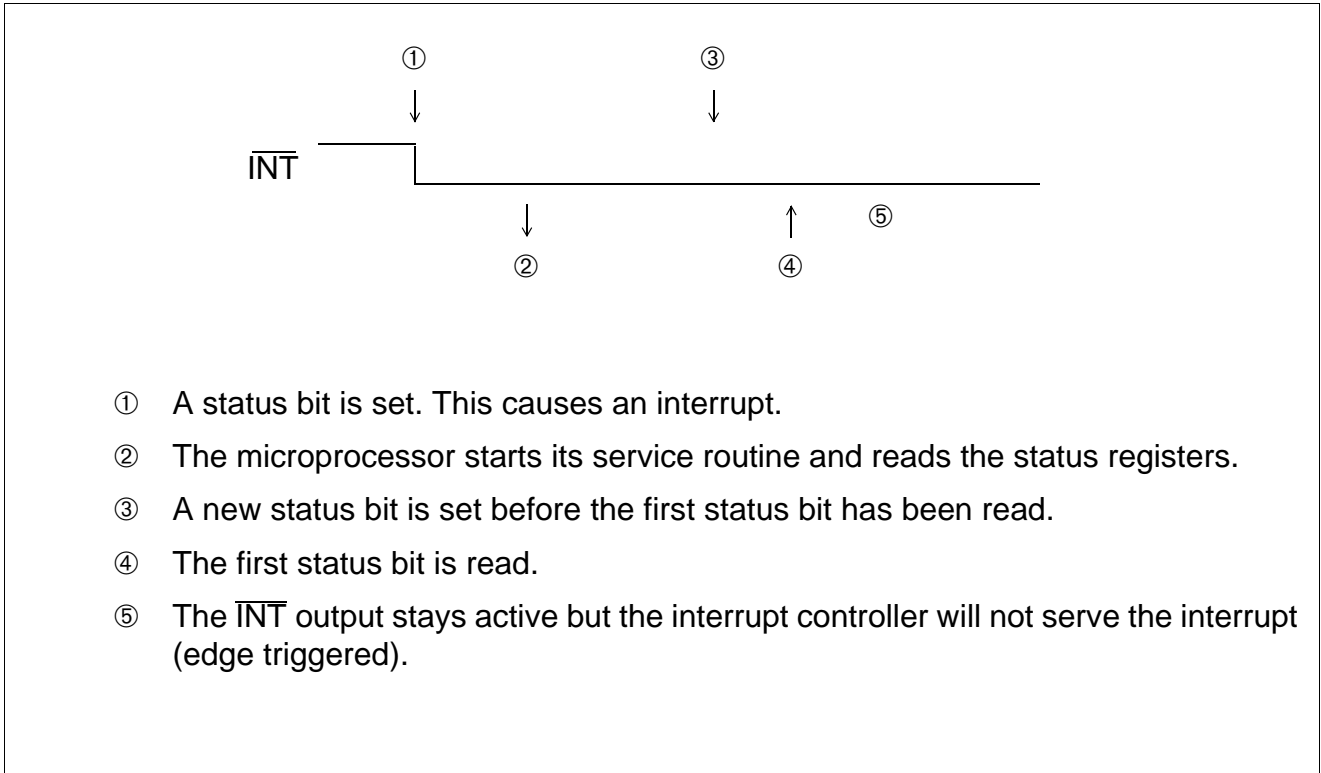 ① ③
I̅N̅T̅
⑤
② ④
① A status bit is set. This causes an interrupt.
② The microprocessor starts its service routine and reads the status registers.
③ A new status bit is set before the first status bit has been read.
④ The first status bit is read.
⑤ The I̅N̅T̅ output stays active but the interrupt controller will not serve the interrupt
(edge triggered).